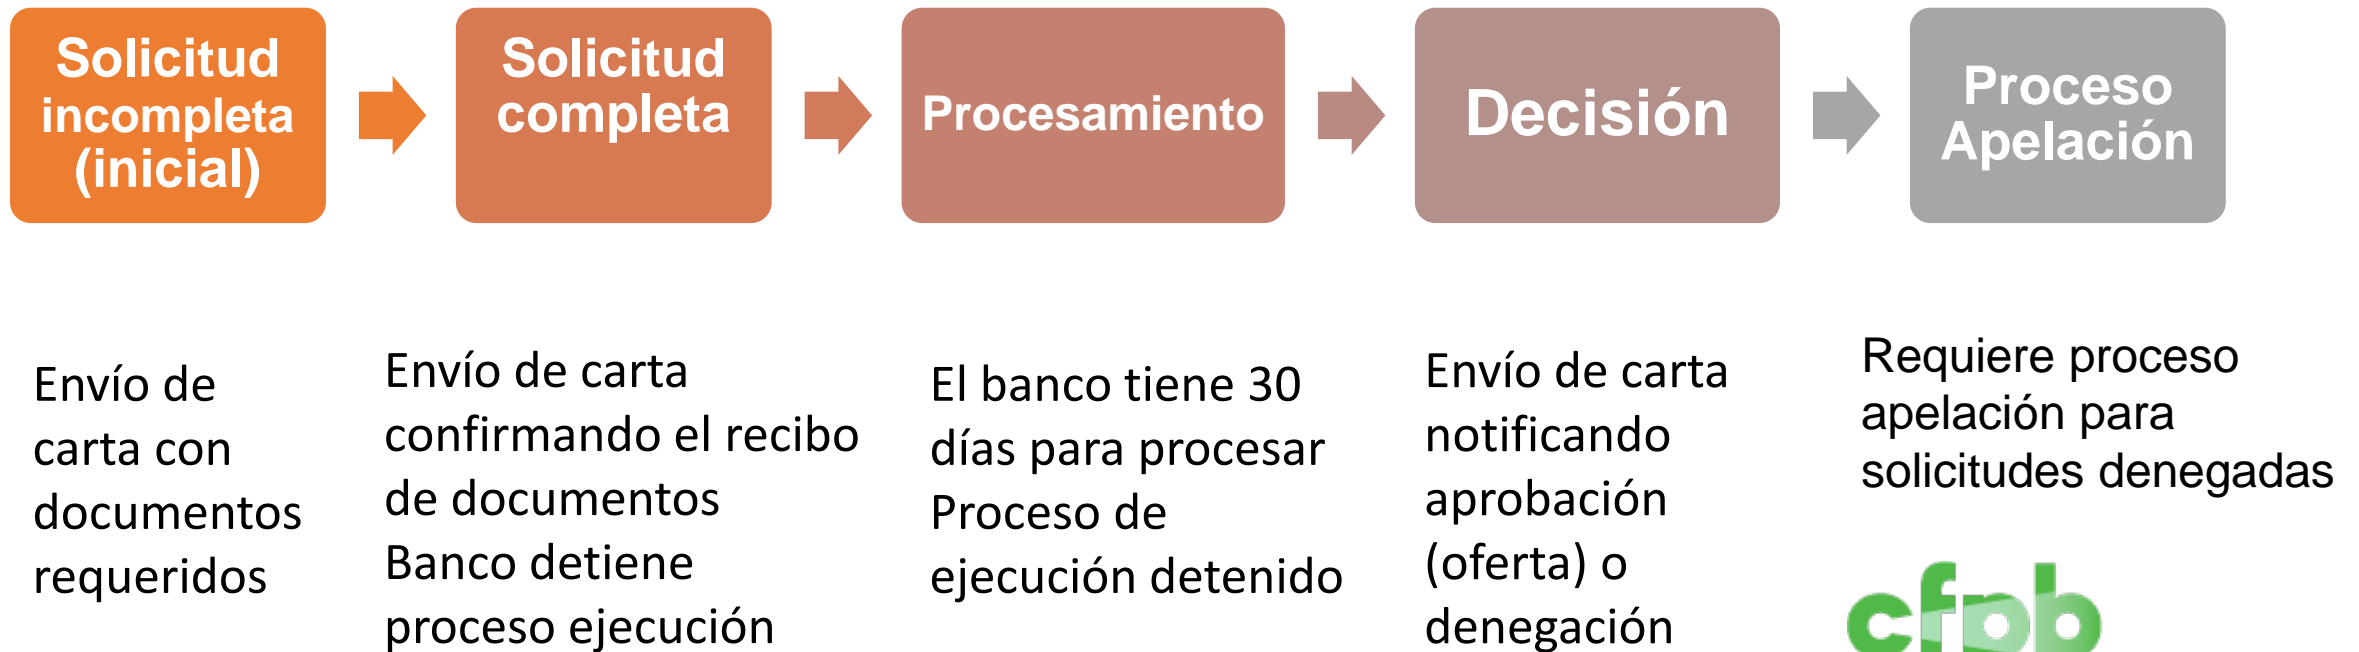 Solicitud
incompleta
(inicial)
Solicitud
completa
Procesamiento
Decisión
Proceso
Apelación
Envío de
carta con
documentos
requeridos
Envío de carta
confirmando el recibo
de documentos
Banco detiene
proceso ejecución
El banco tiene 30
días para procesar
Proceso de
ejecución detenido
Envío de carta
notificando
aprobación
(oferta) o
denegación
Requiere proceso
apelación para
solicitudes denegadas
cfpb